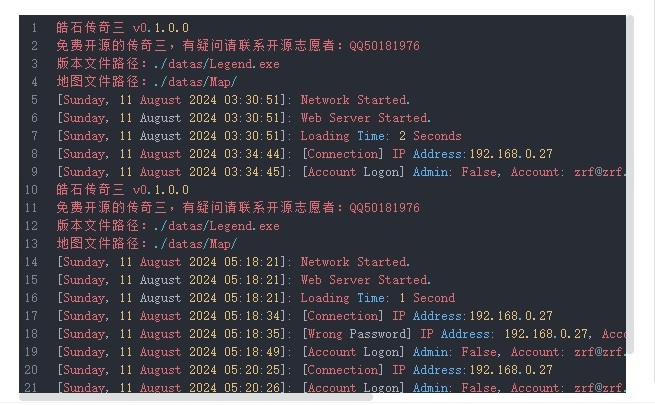 1 皓石传奇三 v0.1.0.0
2 免费开源的传奇三，有疑问请联系开源志愿者：QQ50181976
3 版本文件路径：./datas/Legend.exe
4 地图文件路径：./datas/Map/
5 [Sunday, 11 August 2024 03:30:51]: Network Started.
6 [Sunday, 11 August 2024 03:30:51]: Web Server Started.
7 [Sunday, 11 August 2024 03:30:51]: Loading Time: 2 Seconds
8 [Sunday, 11 August 2024 03:34:44]: [Connection] IP Address:192.168.0.27
9 [Sunday, 11 August 2024 03:34:45]: [Account Logon] Admin: False, Account: zrf@zrf.
10 皓石传奇三 v0.1.0.0
11 免费开源的传奇三，有疑问请联系开源志愿者：QQ50181976
12 版本文件路径：./datas/Legend.exe
13 地图文件路径：./datas/Map/
14 [Sunday, 11 August 2024 05:18:21]: Network Started.
15 [Sunday, 11 August 2024 05:18:21]: Web Server Started.
16 [Sunday, 11 August 2024 05:18:21]: Loading Time: 1 Second
17 [Sunday, 11 August 2024 05:18:34]: [Connection] IP Address:192.168.0.27
18 [Sunday, 11 August 2024 05:18:35]: [Wrong Password] IP Address: 192.168.0.27, Acco
19 [Sunday, 11 August 2024 05:18:49]: [Account Logon] Admin: False, Account: zrf@zrf.
20 [Sunday, 11 August 2024 05:20:25]: [Connection] IP Address:192.168.0.27
21 [Sunday, 11 August 2024 05:20:26]: [Account Logon] Admin: False, Account: zrf@zrf.